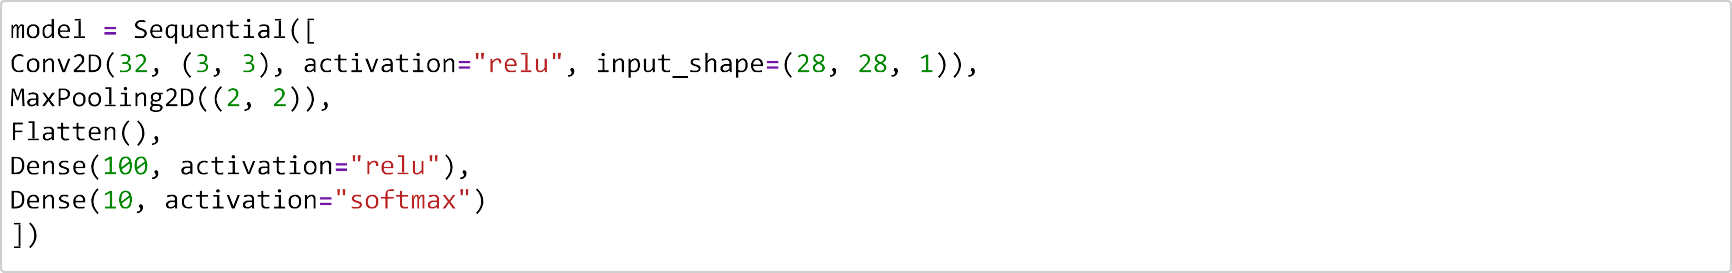 model = Sequential([
Conv2D(32, (3, 3), activation="relu", input_shape=(28, 28, 1)),
MaxPooling2D((2, 2)),
Flatten(),
Dense(100, activation="relu"),
Dense(10, activation="softmax")
])